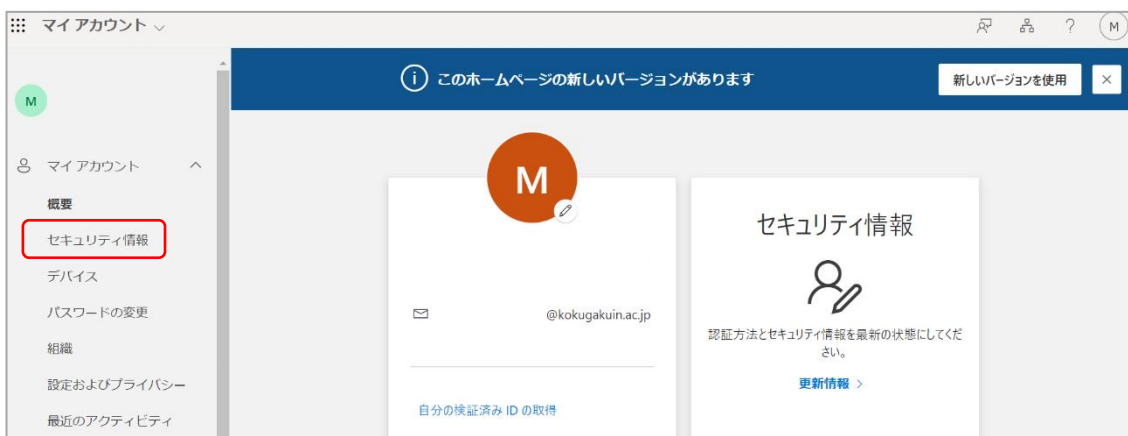 マイ アカウント
?
M
このホームページの新しいバージョンがあります
新しいバージョンを使用
M
マイ アカウント
概要
セキュリティ情報
デバイス
パスワードの変更
組織
設定およびプライバシー
最近のアクティビティ
M
@kokugakuin.ac.jp
自分の検証済み ID の取得
セキュリティ情報
認証方法とセキュリティ情報を最新の状態にしてくだ
さい。
更新情報 >